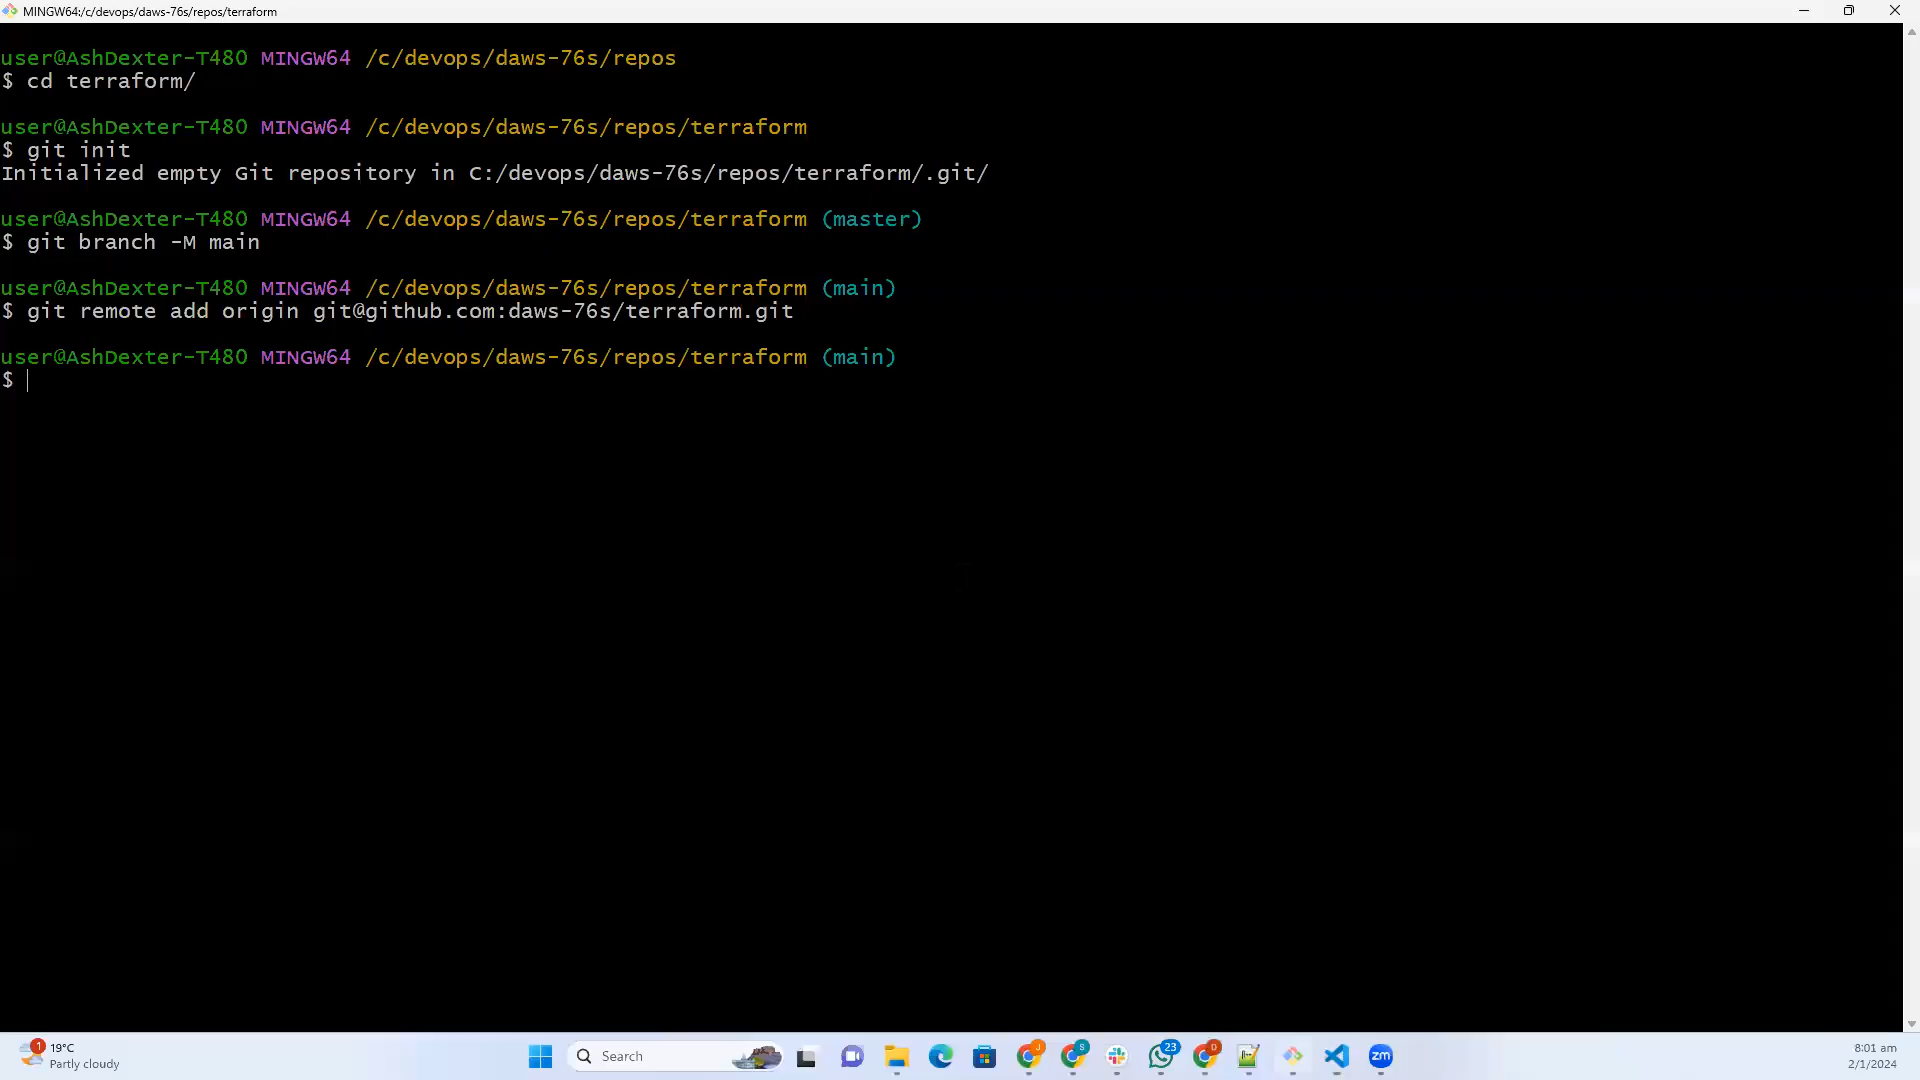 MINGW64:/c/devops/daws-76s/repos/terraform
user@AshDexter-T480 MINGW64 /c/devops/daws-76s/repos
$ cd terraform/
user@AshDexter-T480 MINGW64 /c/devops/daws-76s/repos/terraform
$ git init
Initialized empty Git repository in C:/devops/daws-76s/repos/terraform/.git/
user@AshDexter-T480 MINGW64 /c/devops/daws-76s/repos/terraform (master)
$ git branch -M main
user@AshDexter-T480 MINGW64 /c/devops/daws-76s/repos/terraform (main)
$ git remote add origin git@github.com:daws-76s/terraform.git
user@AshDexter-T480 MINGW64 /c/devops/daws-76s/repos/terraform (main)
$
1
19°C
Partly cloudy
Search
J
S
23
D
zm
8:01 am
2/1/2024